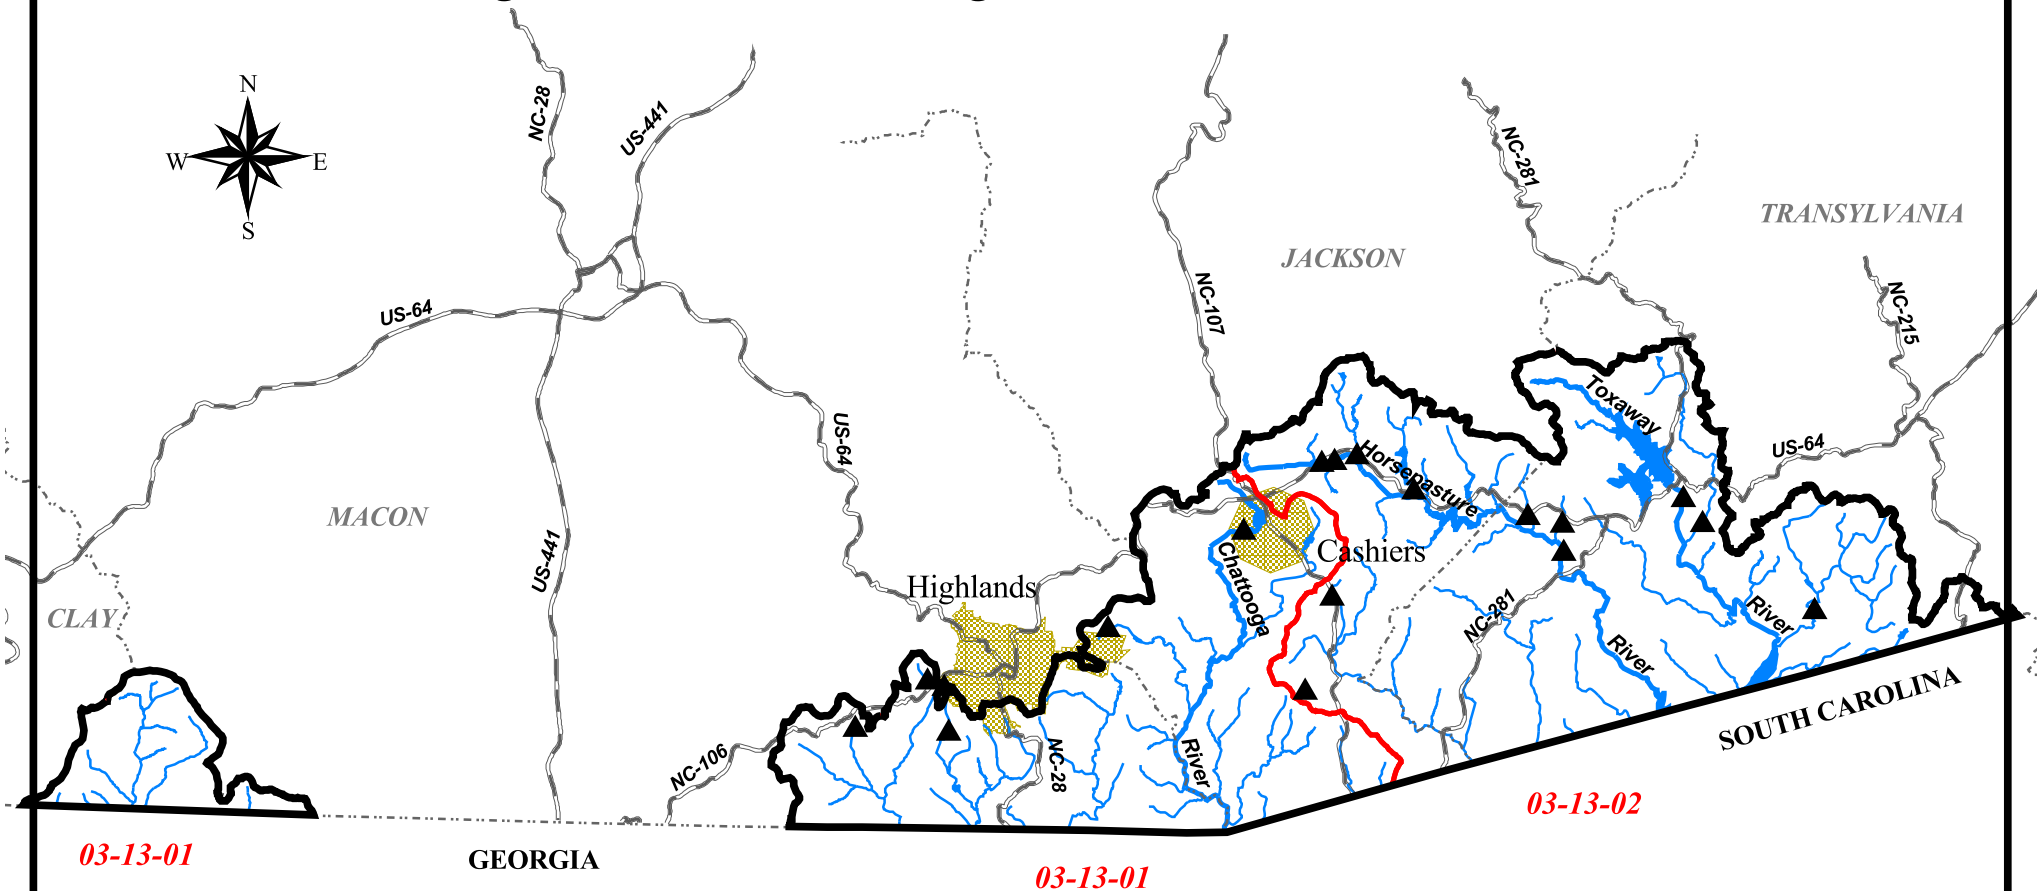 N
W
E
S
NC-28
US-441
NC-107
NC-281
TRANSYLVANIA
JACKSON
NC-215
US-64
US-64
Toxaway
US-64
Horsepasture
MACON
US-441
Highlands
Cashiers
Chattooga
CLAY
NC-281
River
River
River
NC-106
NC-28
SOUTH CAROLINA
03-13-02
03-13-01
GEORGIA
03-13-01